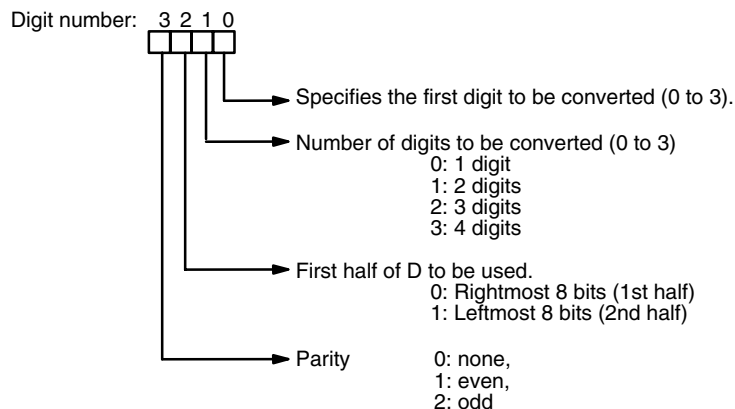 Digit number: 3 2 1 0
Specifies the first digit to be converted (0 to 3).
Number of digits to be converted (0 to 3)
0: 1 digit
1: 2 digits
2: 3 digits
3: 4 digits
First half of D to be used.
0: Rightmost 8 bits (1st half)
1: Leftmost 8 bits (2nd half)
Parity 0: none,
1: even,
2: odd